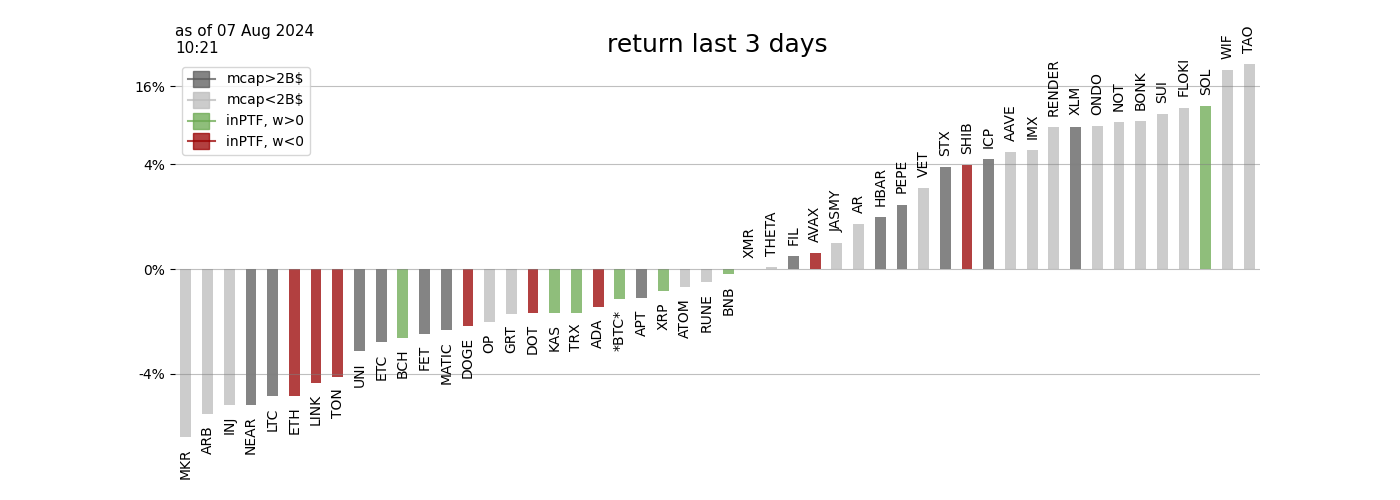 as of 07 Aug 2024
10:21
return last 3 days
mcap>2B$
mcap<2B$
inPTF, w>0
inPTF, w<0
16%
4%
0%
-4%
MKR
ARB
INJ
NEAR
LTC
ETH
LINK
TON
UNI
ETC
BCH
FET
MATIC
DOGE
OP
GRT
DOT
KAS
TRX
ADA
*BTC*
APT
XRP
ATOM
RUNE
BNB
XMR
THETA
FIL
AVAX
JASMY
AR
HBAR
PEPE
VET
STX
SHIB
ICP
AAVE
IMX
RENDER
XLM
ONDO
NOT
BONK
SUI
FLOKI
SOL
WIF
TAO